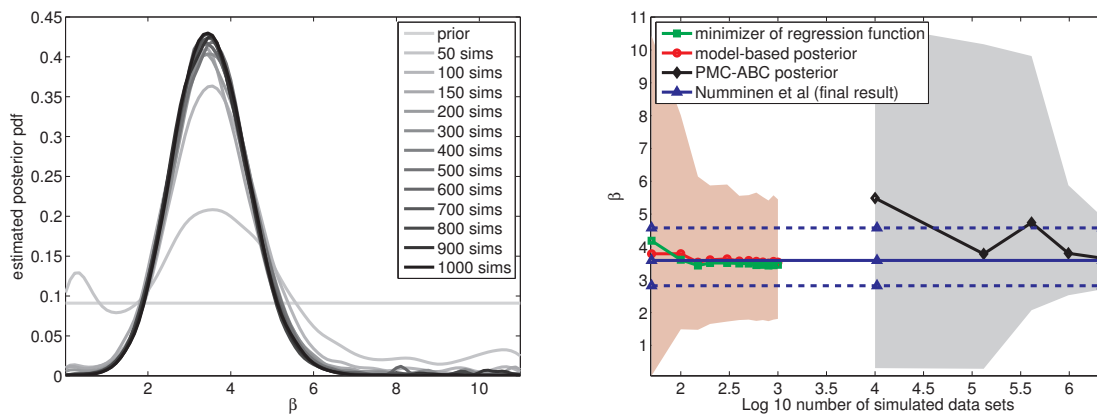 0.45
0.4
0.35
0.3
0.25
0.2
0.15
0.1
0.05
0
estimated posterior pdf
2
4
6
8
10
β
prior
50 sims
100 sims
150 sims
200 sims
300 sims
400 sims
500 sims
600 sims
700 sims
800 sims
900 sims
1000 sims
11
10
9
8
7
6
5
4
3
2
1
β
minimizer of regression function
model-based posterior
PMC-ABC posterior
Numminen et al (final result)
2
2.5
3
3.5
4
4.5
5
5.5
6
Log 10 number of simulated data sets